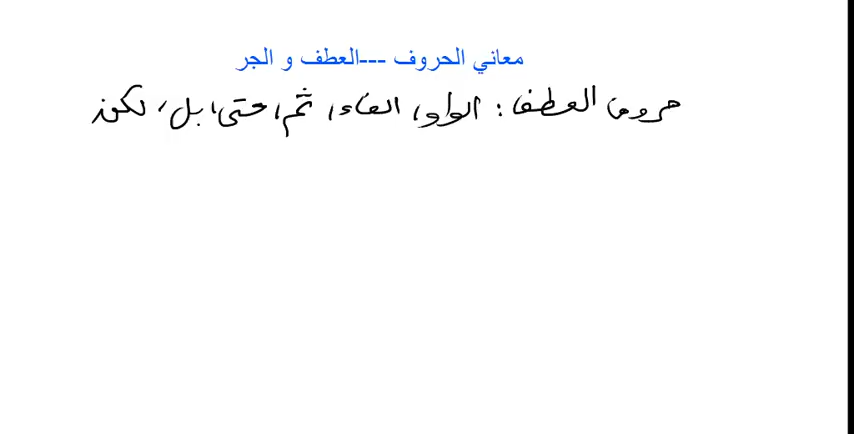 معاني الحروف ---العطف و الجر
حروف العطف : الواو، الفاء، ثم، حتى، بل، لكن